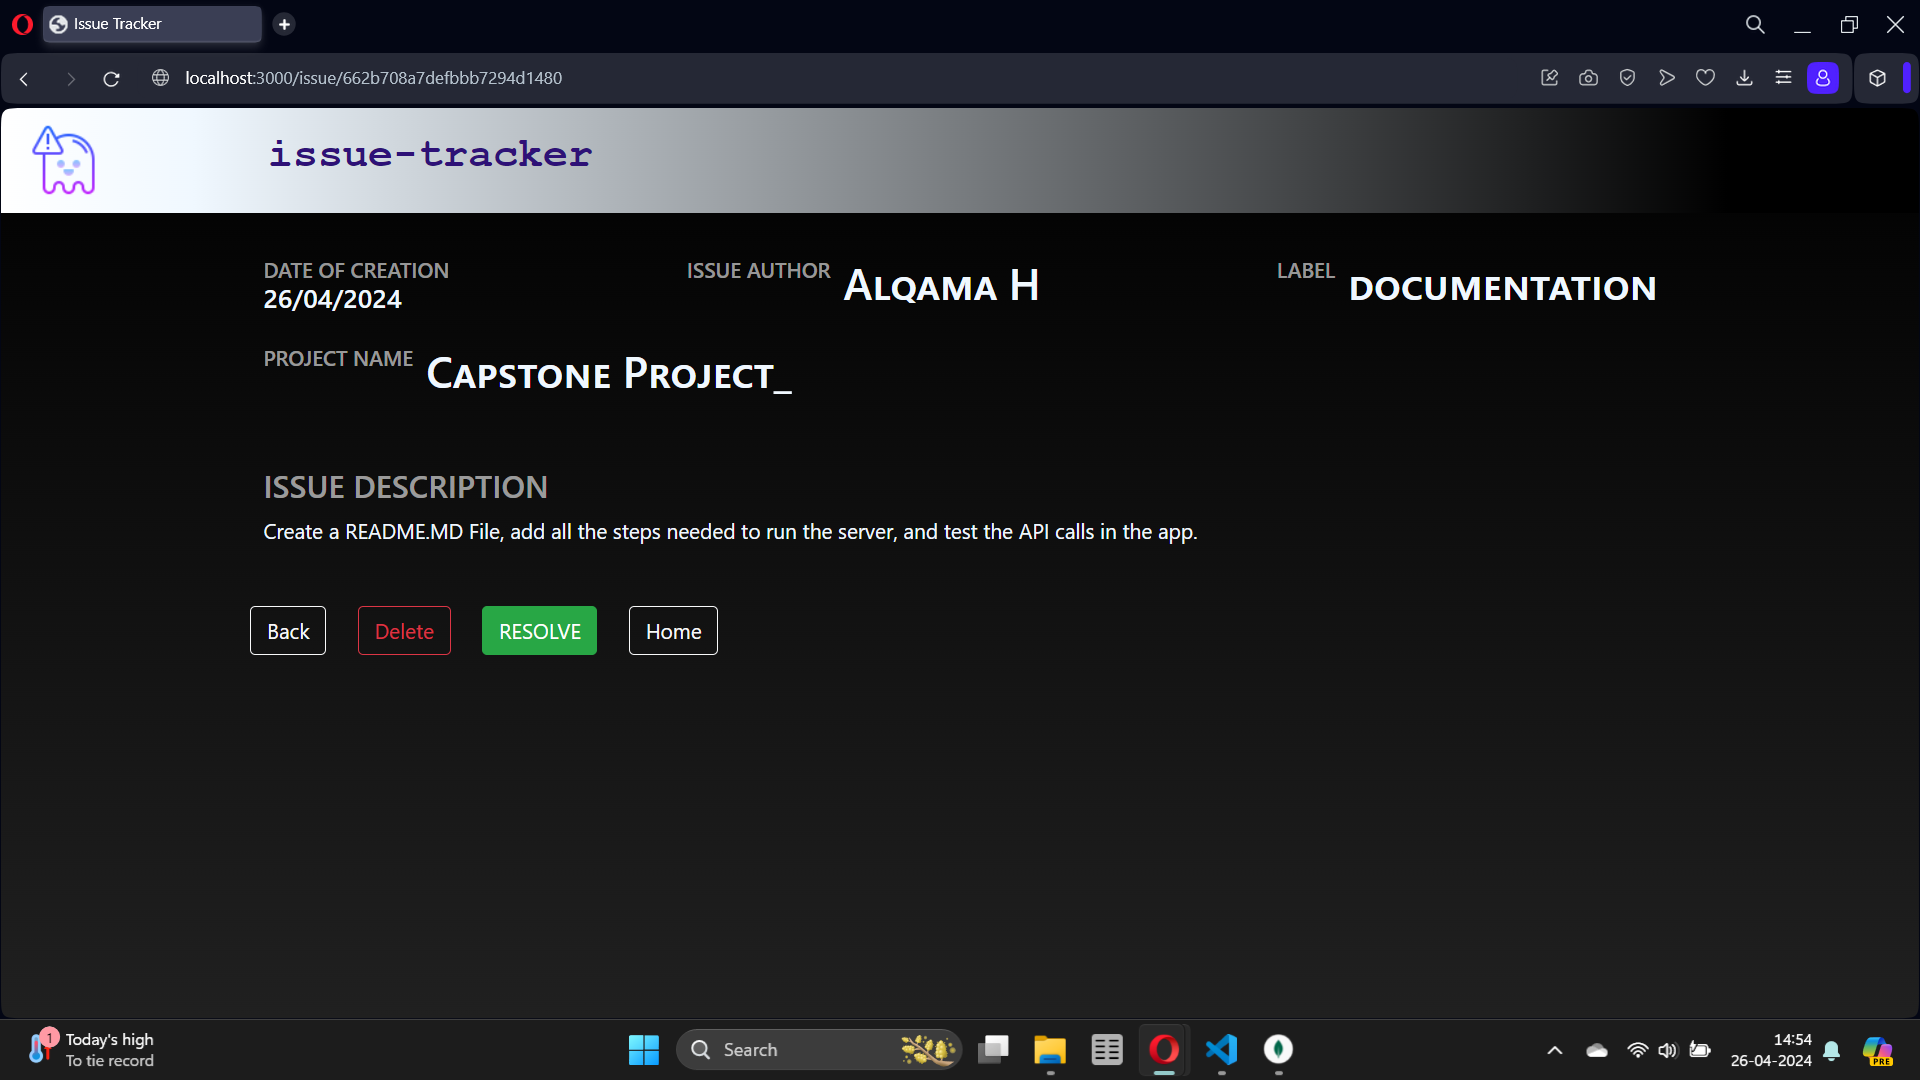 Issue Tracker
localhost:3000/issue/662b708a7defbbb7294d1480
issue-tracker
DATE OF CREATION
26/04/2024
ISSUE AUTHOR Alqama H
LABEL documentation
PROJECT NAME Capstone Project_
ISSUE DESCRIPTION
Create a README.MD File, add all the steps needed to run the server, and test the API calls in the app.
Back Delete RESOLVE Home
1
Today's high
To tie record
Search
14:54
26-04-2024
PRE